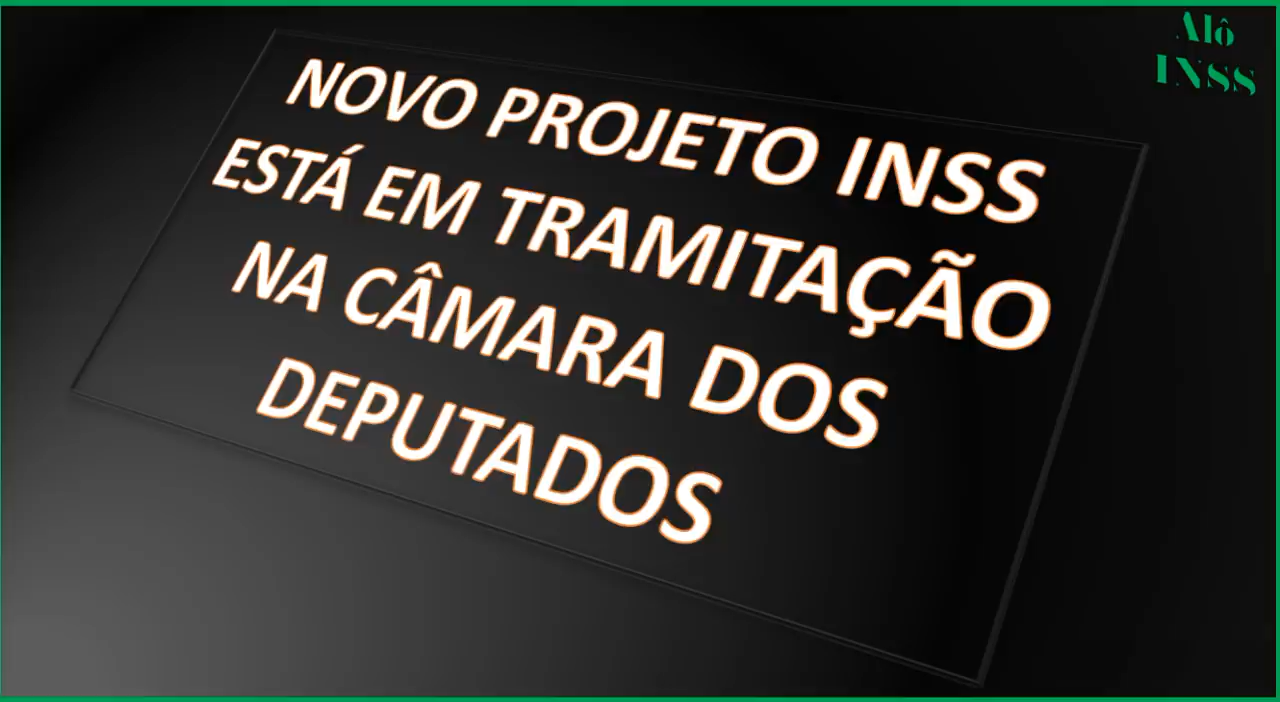 Alô
INSS
NOVO PROJETO INSS
ESTÁ EM TRAMITAÇÃO
NA CÂMARA DOS
DEPUTADOS